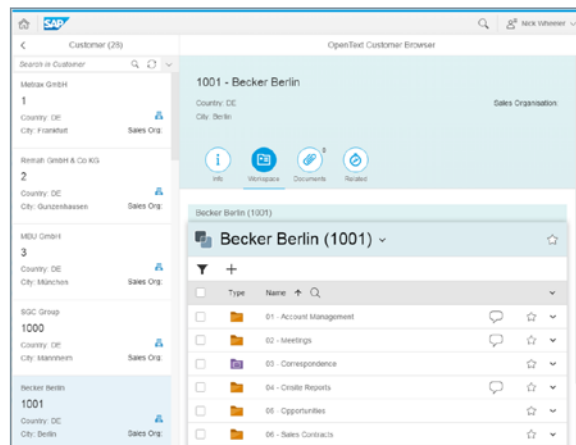 SAP
Nick Wheeler
Customer (28)
OpenText Customer Browser
Search in Customer
Metrax GmbH
1
Country: DE
City: Frankfurt
Sales Org:
Remah GmbH & Co KG
2
Country: DE
City: Gunzenhausen
Sales Org:
MBU GmbH
3
Country: DE
City: München
Sales Org:
SGC Group
1000
Country: DE
City: Mannheim
Sales Org:
Becker Berlin
1001
Country: DE
City: Berlin
Sales Org:
1001 - Becker Berlin
Country: DE
Sales Organisation:
City: Berlin
0
Info
Workspace
Documents
Related
Becker Berlin (1001)
Becker Berlin (1001)
Type
Name
01 - Account Management
02 - Meetings
03 - Correspondence
04 - Onsite Reports
05 - Opportunities
06 - Sales Contracts